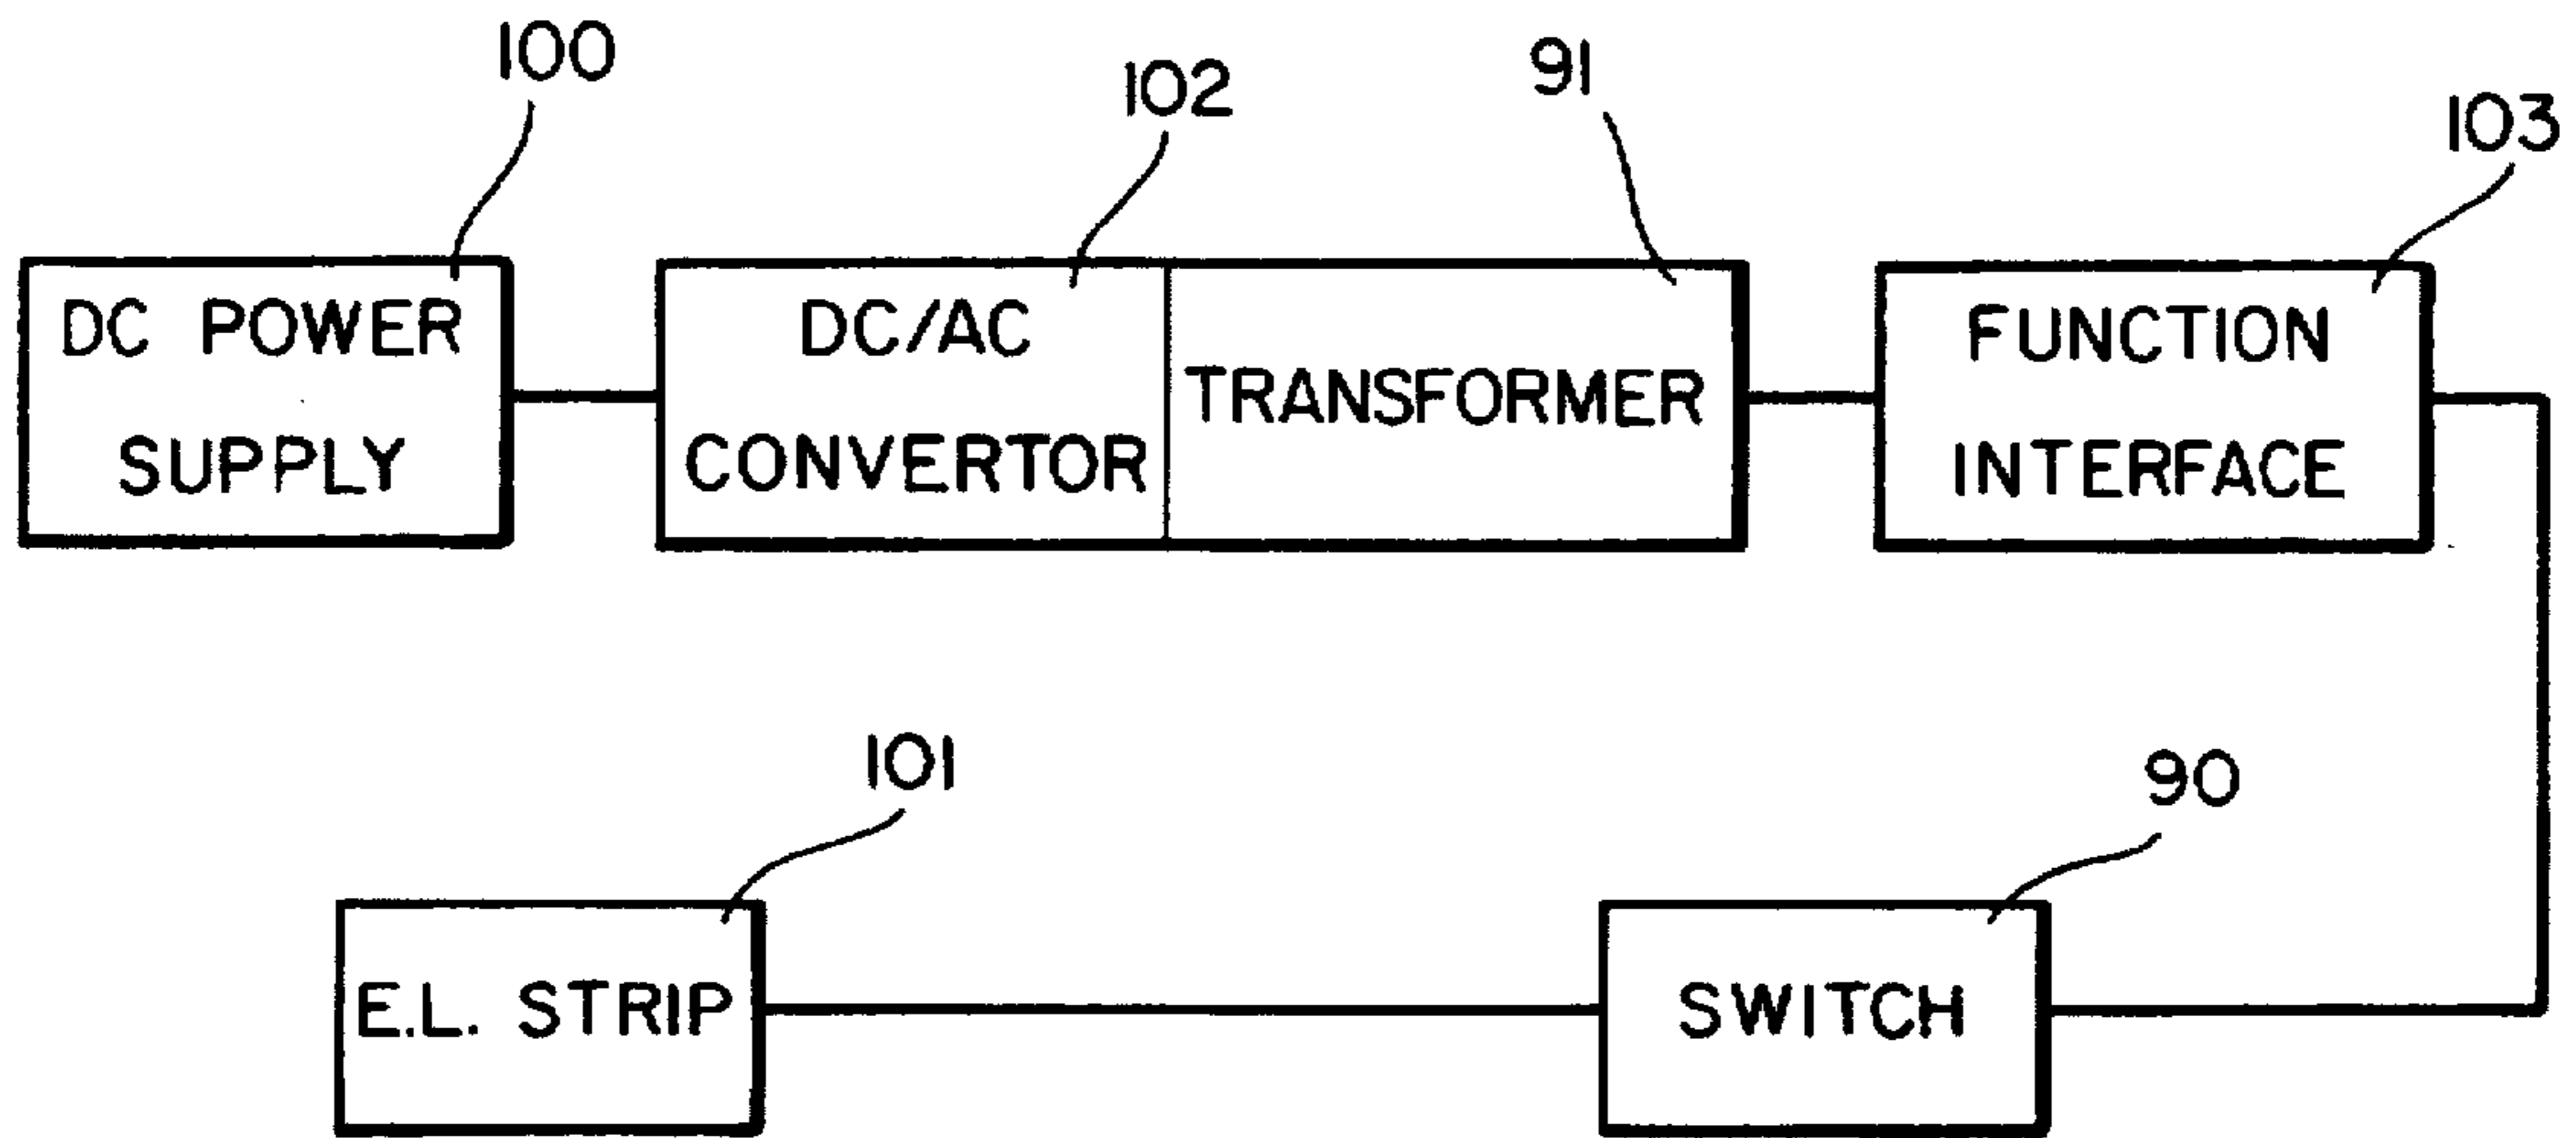 100
102
91
103
DC POWER
SUPPLY
DC/AC
CONVERTOR
TRANSFORMER
FUNCTION
INTERFACE
101
90
E.L. STRIP
SWITCH